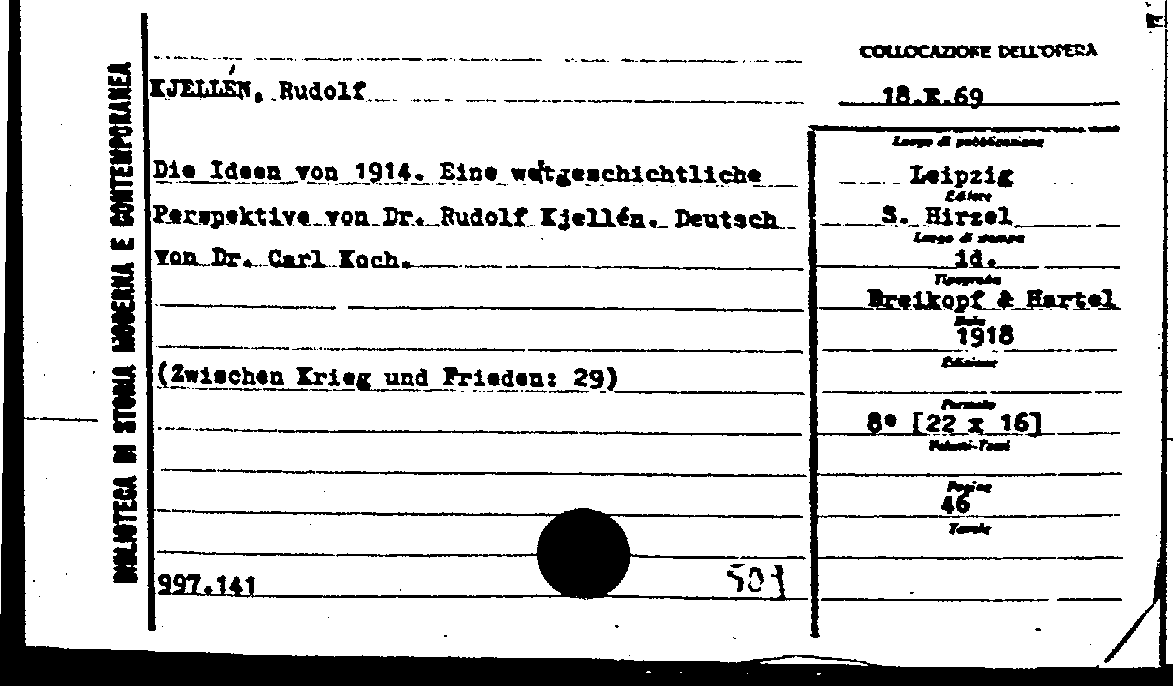 BIBLIOTECA DI STORIA MODERNA E CONTEMPORANEA
KJELLÉN, Rudolf
Die Ideen von 1914. Eine wetgeschichtliche
Perspektive von Dr. Rudolf Kjellén. Deutsch
von Dr. Carl Koch.
(Zwischen Krieg und Frieden: 29)
997.141
COLLOCAZIONE DELL'OPERA
18.E.69
Luogo di pubblicazione
Leipzig
Editore
S. Hirzel
Luogo di stampa
id.
Tipografia
Breikopf & Hartel
Data
1918
Edizione
Formato
8° [22 x 16]
Volumi-Tomi
Pagine
46
Tavole